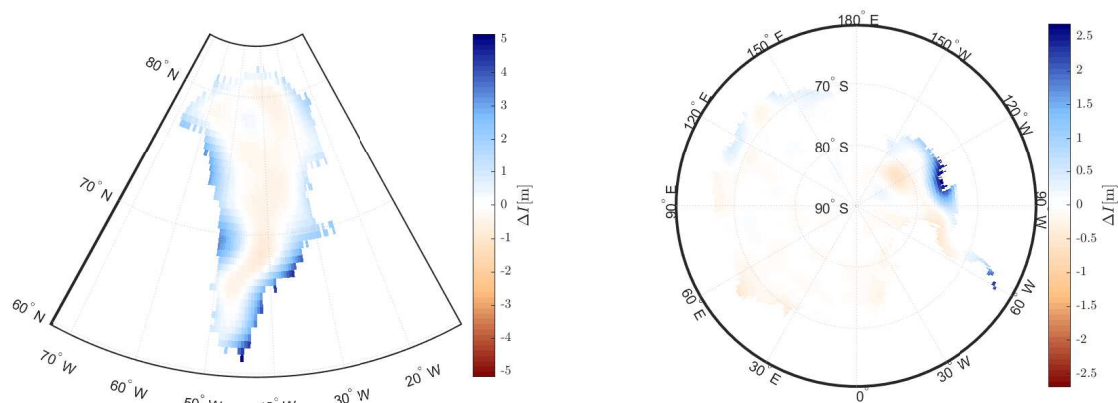 80° N
70° N
60° N
70° W
60° W
30° W
20° W
5
4
3
2
1
0
-1
-2
-3
-4
-5
ΔI[m]
180° E
150° E
150° W
120° E
120° W
90° E
90° W
60° E
60° W
30° E
30° W
0°
70° S
80° S
90° S
2.5
2
1.5
1
0.5
0
-0.5
-1
-1.5
-2
-2.5
ΔI[m]